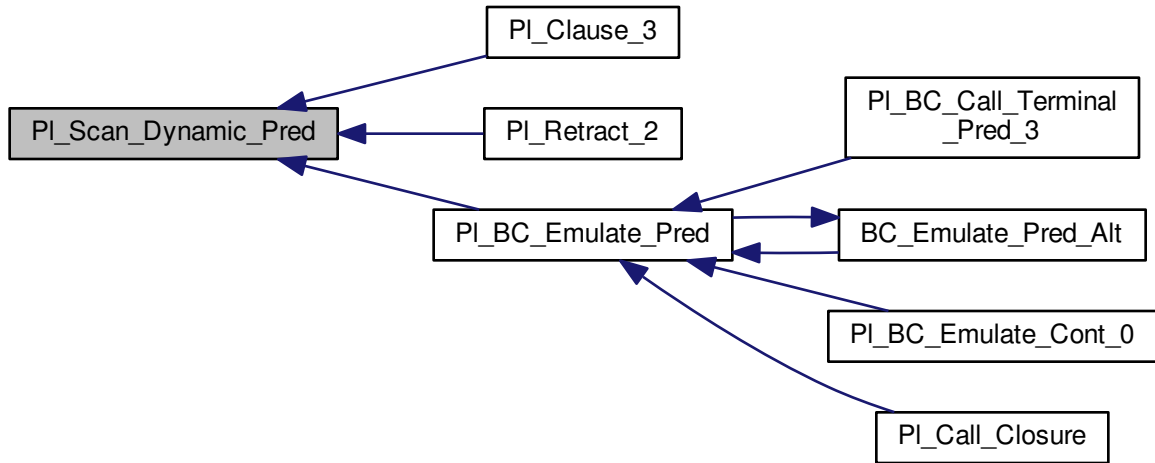 Pl_Clause_3
Pl_Scan_Dynamic_Pred
Pl_Retract_2
Pl_BC_Call_Terminal
_Pred_3
Pl_BC_Emulate_Pred
BC_Emulate_Pred_Alt
Pl_BC_Emulate_Cont_0
Pl_Call_Closure